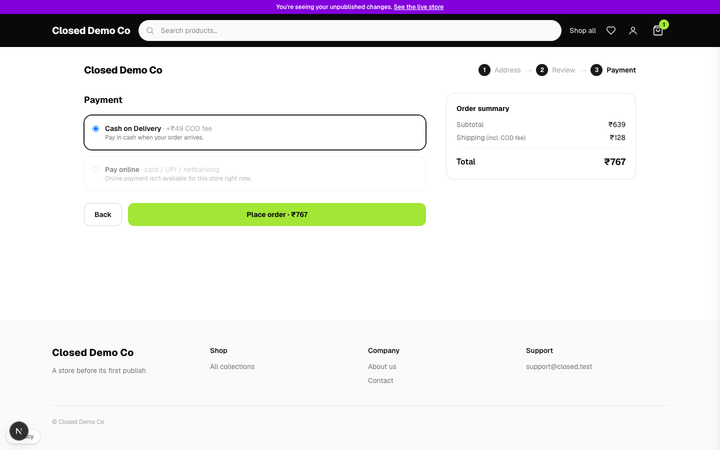 You're seeing your unpublished changes. See the live store
Closed Demo Co
Search products...
Shop all
1
Closed Demo Co
1 Address
2 Review
3 Payment
Payment
Cash on Delivery · +₹49 COD fee
Pay in cash when your order arrives.
Pay online · card / UPI / netbanking
Online payment isn't available for this store right now.
Back
Place order · ₹767
Order summary
Subtotal ₹639
Shipping (incl. COD fee) ₹128
Total ₹767
Closed Demo Co
A store before its first publish
Shop
All collections
Company
About us
Contact
Support
support@closed.test
© Closed Demo Co
N